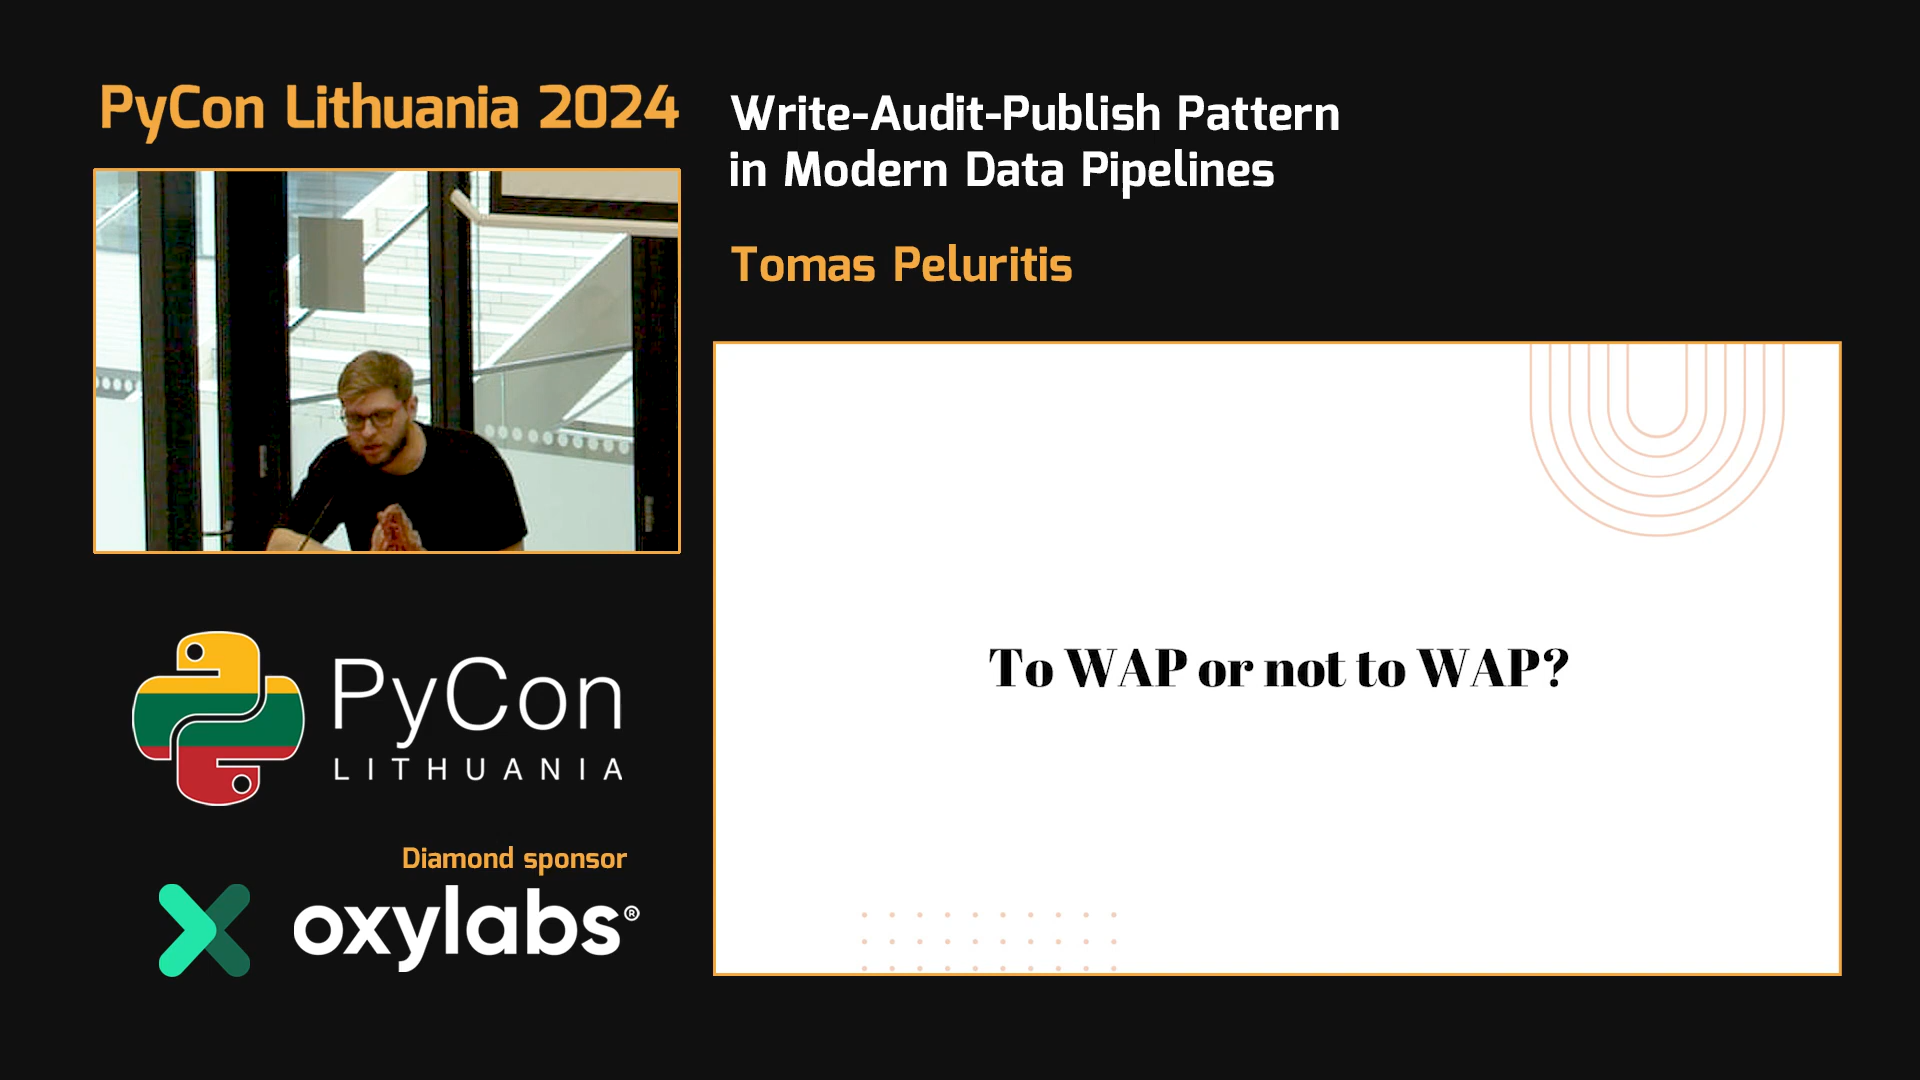 PyCon Lithuania 2024
Write-Audit-Publish Pattern
in Modern Data Pipelines
Tomas Peluritis
To WAP or not to WAP?
PyCon
LITHUANIA
Diamond sponsor
oxylabs®